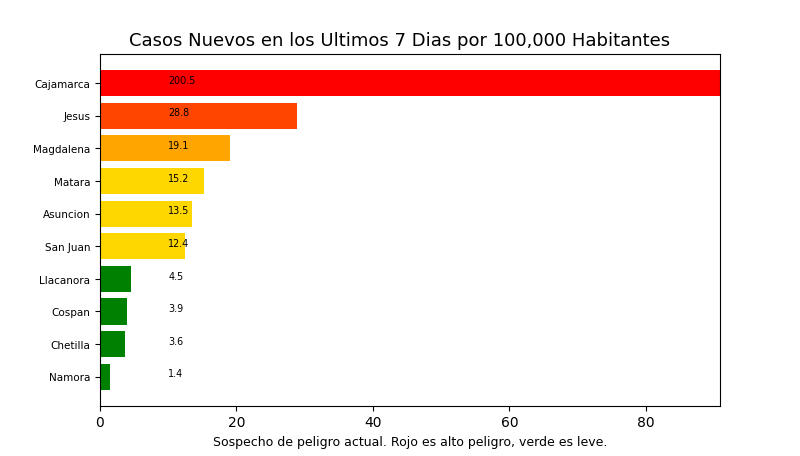 Casos Nuevos en los Ultimos 7 Dias por 100,000 Habitantes
Cajamarca 200.5
Jesus 28.8
Magdalena 19.1
Matara 15.2
Asuncion 13.5
San Juan 12.4
Llacanora 4.5
Cospan 3.9
Chetilla 3.6
Namora 1.4
0 20 40 60 80
Sospecho de peligro actual. Rojo es alto peligro, verde es leve.